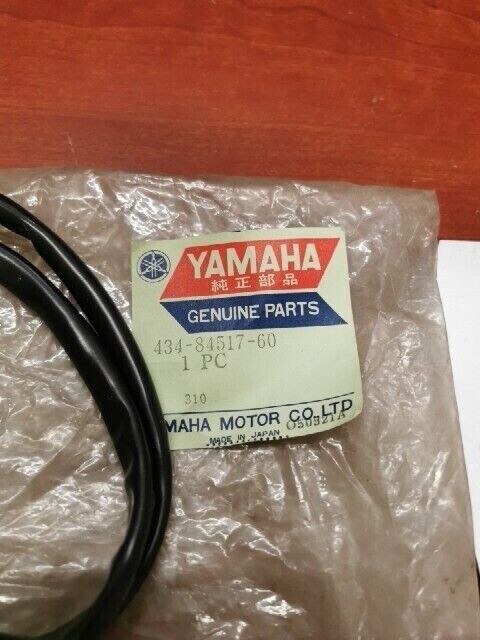 YAMAHA
純正部品
GENUINE PARTS
434-84517-60
1 PC
310
AMAHA MOTOR CO.LTD
MADE IN JAPAN